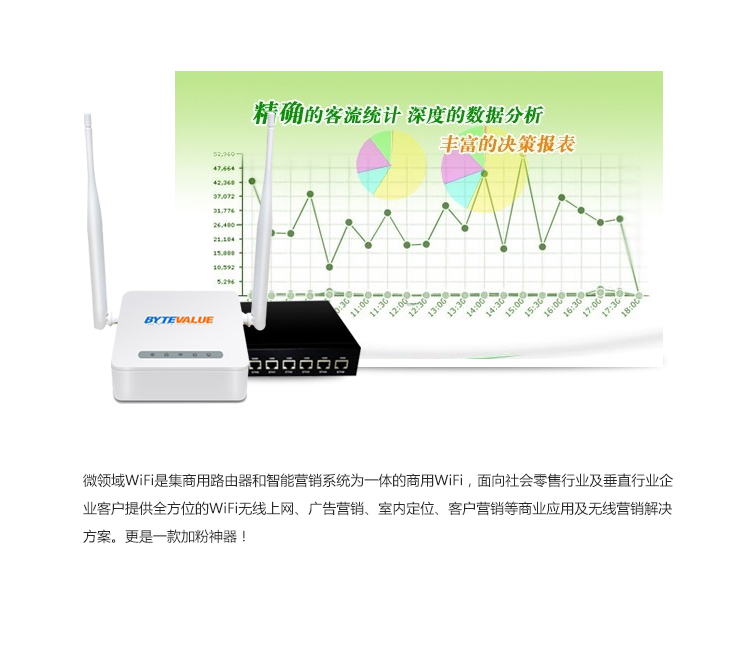 精确的客流统计 深度的数据分析
丰富的决策报表
52,960
47,664
42,368
37,072
31,776
26,480
21,184
15,888
10,592
5,296
10:30 11:00 11:30 12:00 12:30 13:00 13:30 14:00 14:30 15:00 15:30 16:00 16:30 17:00 17:30 18:00
BYTEVALUE
微领域WiFi是集商用路由器和智能营销系统为一体的商用WiFi，面向社会零售行业及垂直行业企
业客户提供全方位的WiFi无线上网、广告营销、室内定位、客户营销等商业应用及无线营销解决
方案。更是一款加粉神器！